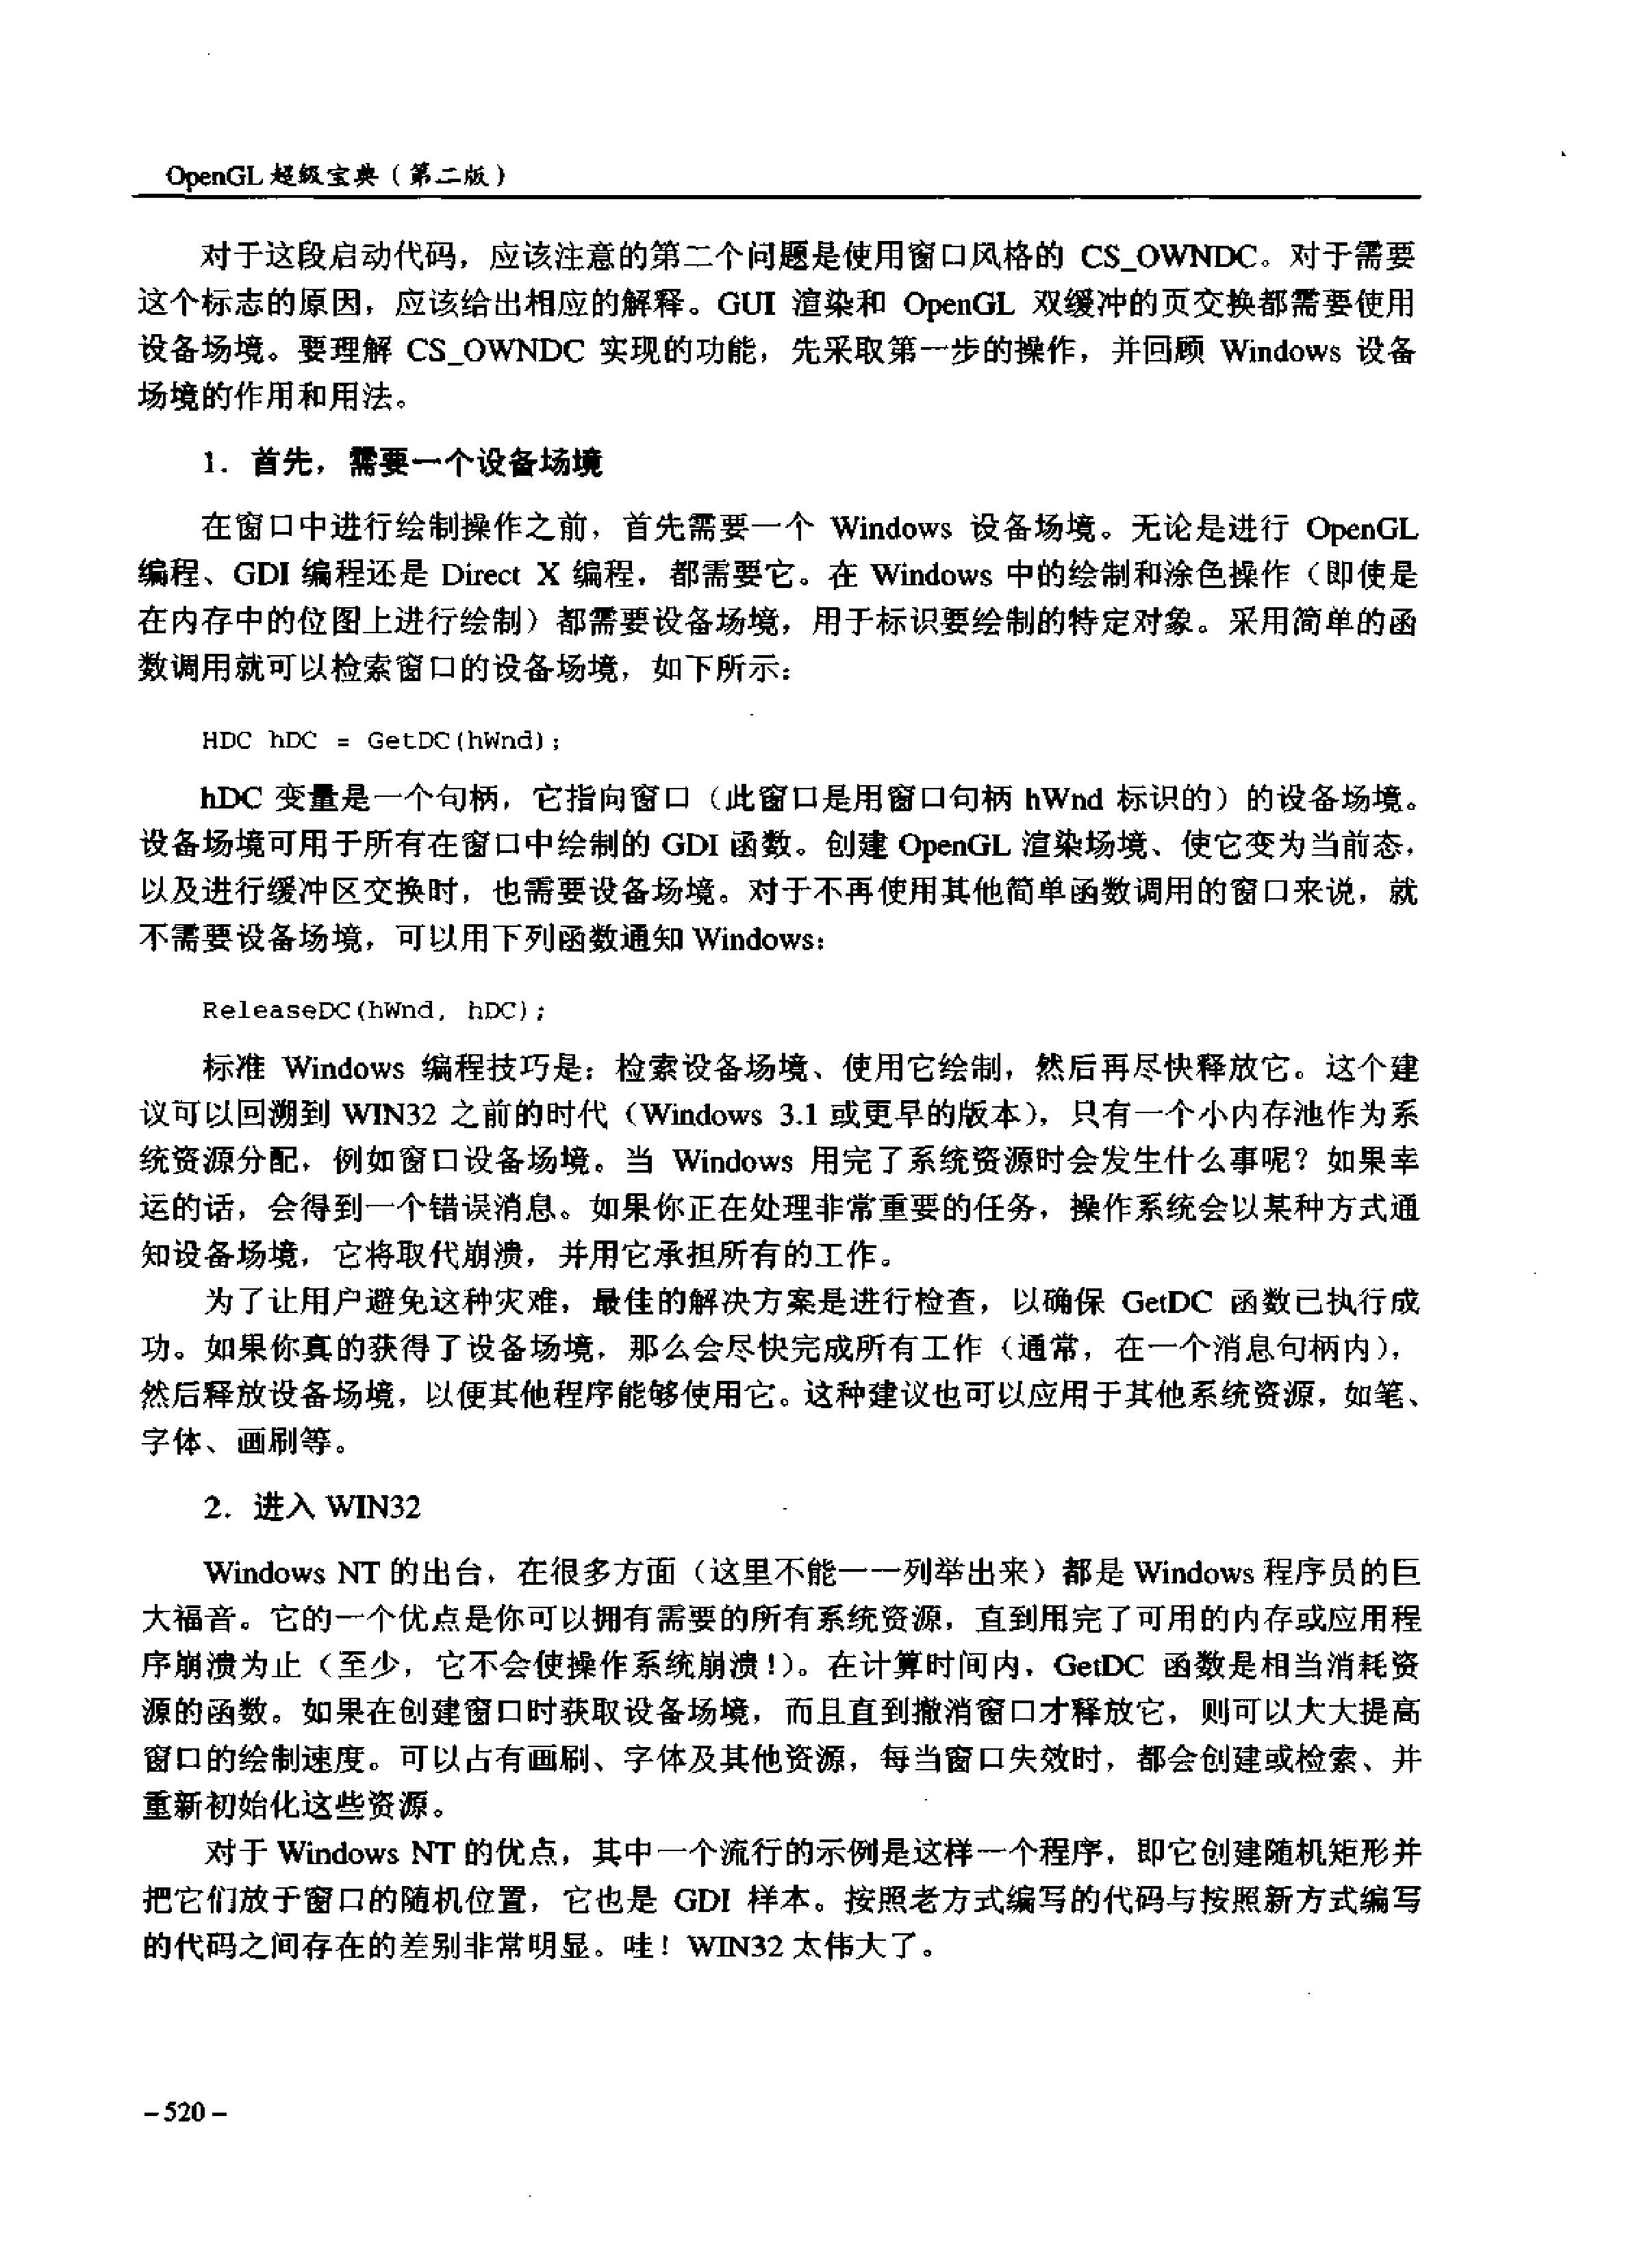 OpenGL 超级宝典（第二版）
对于这段启动代码，应该注意的第二个问题是使用窗口风格的 CS_OWNDC。对于需要
这个标志的原因，应该给出相应的解释。GUI 渲染和 OpenGL 双缓冲的页交换都需要使用
设备场境。要理解 CS_OWNDC 实现的功能，先采取第一步的操作，并回顾 Windows 设备
场境的作用和用法。
1．首先，需要一个设备场境
在窗口中进行绘制操作之前，首先需要一个 Windows 设备场境。无论是进行 OpenGL
编程、GDI 编程还是 Direct X 编程，都需要它。在 Windows 中的绘制和涂色操作（即使是
在内存中的位图上进行绘制）都需要设备场境，用于标识要绘制的特定对象。采用简单的函
数调用就可以检索窗口的设备场境，如下所示：
HDC hDC = GetDC(hWnd);
hDC 变量是一个句柄，它指向窗口（此窗口是用窗口句柄 hWnd 标识的）的设备场境。
设备场境可用于所有在窗口中绘制的 GDI 函数。创建 OpenGL 渲染场境、使它变为当前态，
以及进行缓冲区交换时，也需要设备场境。对于不再使用其他简单函数调用的窗口来说，就
不需要设备场境，可以用下列函数通知 Windows：
ReleaseDC(hWnd, hDC);
标准 Windows 编程技巧是：检索设备场境、使用它绘制，然后再尽快释放它。这个建
议可以回溯到 WIN32 之前的时代（Windows 3.1 或更早的版本），只有一个小内存池作为系
统资源分配，例如窗口设备场境。当 Windows 用完了系统资源时会发生什么事呢？如果幸
运的话，会得到一个错误消息。如果你正在处理非常重要的任务，操作系统会以某种方式通
知设备场境，它将取代崩溃，并用它承担所有的工作。
为了让用户避免这种灾难，最佳的解决方案是进行检查，以确保 GetDC 函数已执行成
功。如果你真的获得了设备场境，那么会尽快完成所有工作（通常，在一个消息句柄内），
然后释放设备场境，以便其他程序能够使用它。这种建议也可以应用于其他系统资源，如笔、
字体、画刷等。
2．进入 WIN32
Windows NT 的出台，在很多方面（这里不能一一列举出来）都是 Windows 程序员的巨
大福音。它的一个优点是你可以拥有需要的所有系统资源，直到用完了可用的内存或应用程
序崩溃为止（至少，它不会使操作系统崩溃！）。在计算时间内，GetDC 函数是相当消耗资
源的函数。如果在创建窗口时获取设备场境，而且直到撤消窗口才释放它，则可以大大提高
窗口的绘制速度。可以占有画刷、字体及其他资源，每当窗口失效时，都会创建或检索、并
重新初始化这些资源。
对于 Windows NT 的优点，其中一个流行的示例是这样一个程序，即它创建随机矩形并
把它们放于窗口的随机位置，它也是 GDI 样本。按照老方式编写的代码与按照新方式编写
的代码之间存在的差别非常明显。哇！WIN32 太伟大了。
－520－